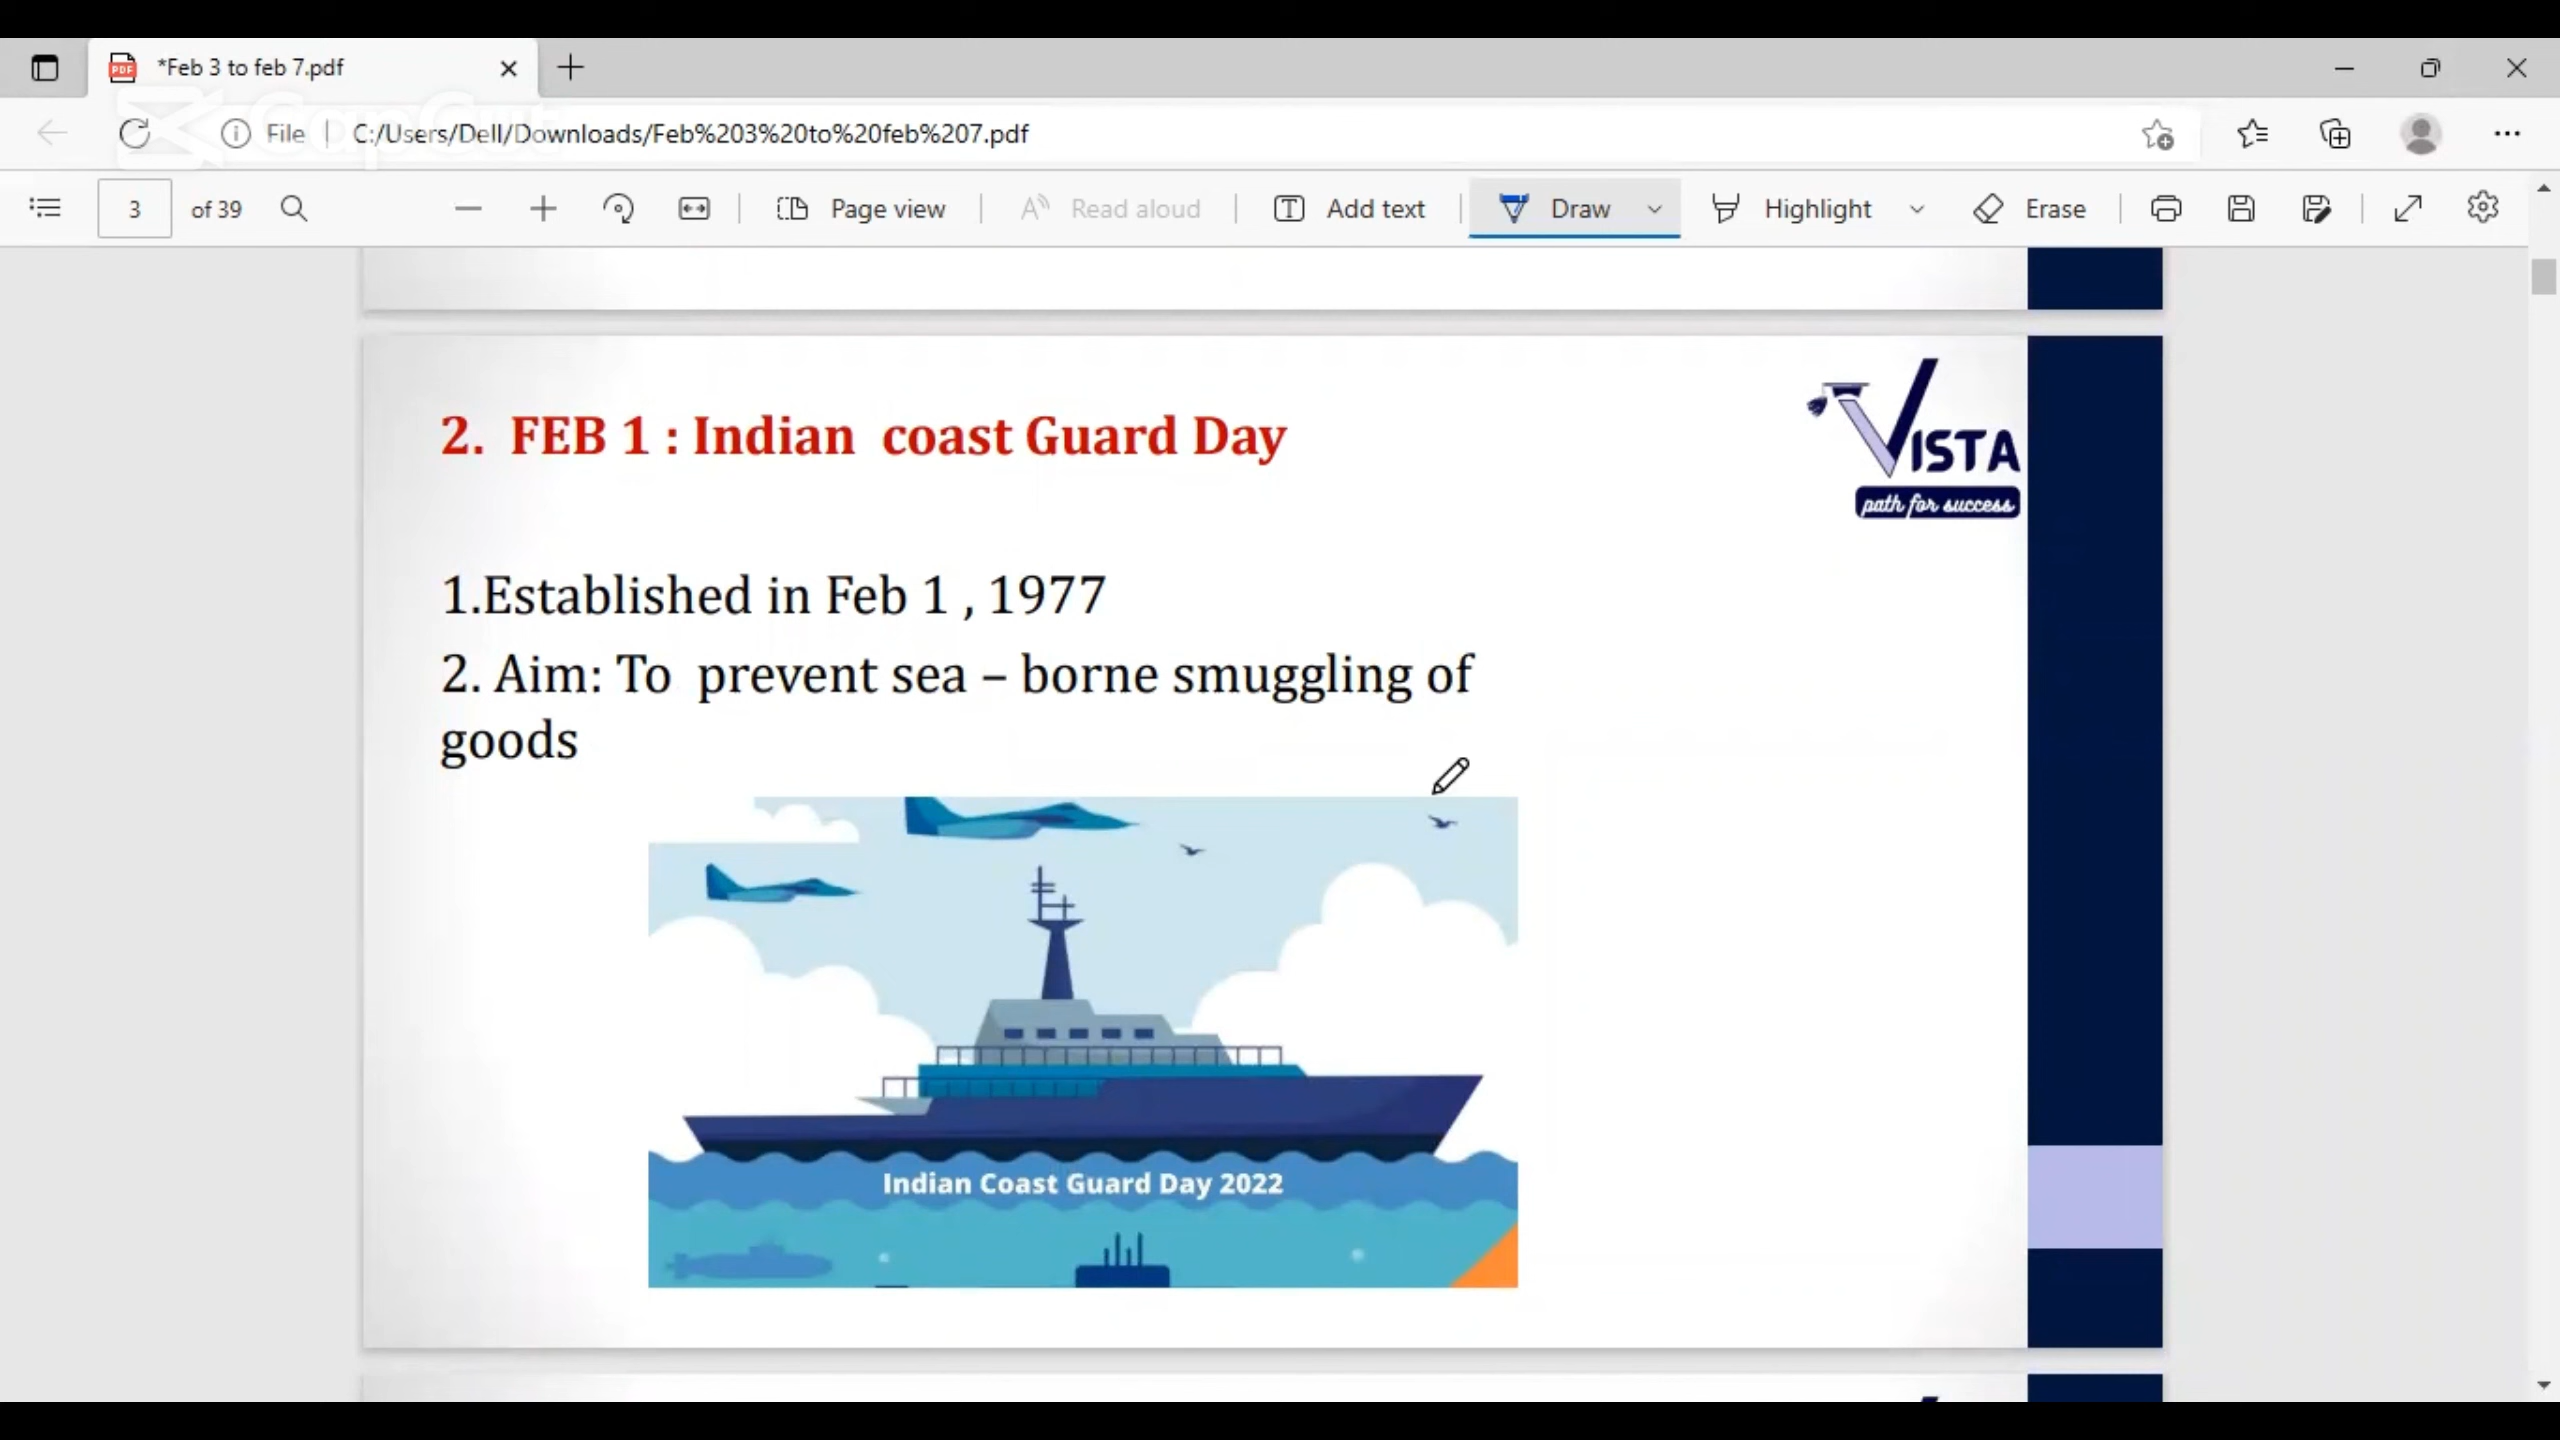 *Feb 3 to feb 7.pdf
CapCut
File | C:/Users/Dell/Downloads/Feb%203%20to%20feb%207.pdf
3 of 39 Page view Read aloud Add text Draw Highlight Erase
2. FEB 1 : Indian coast Guard Day
VISTA
path for success
1.Established in Feb 1 , 1977
2. Aim: To prevent sea – borne smuggling of
goods
Indian Coast Guard Day 2022